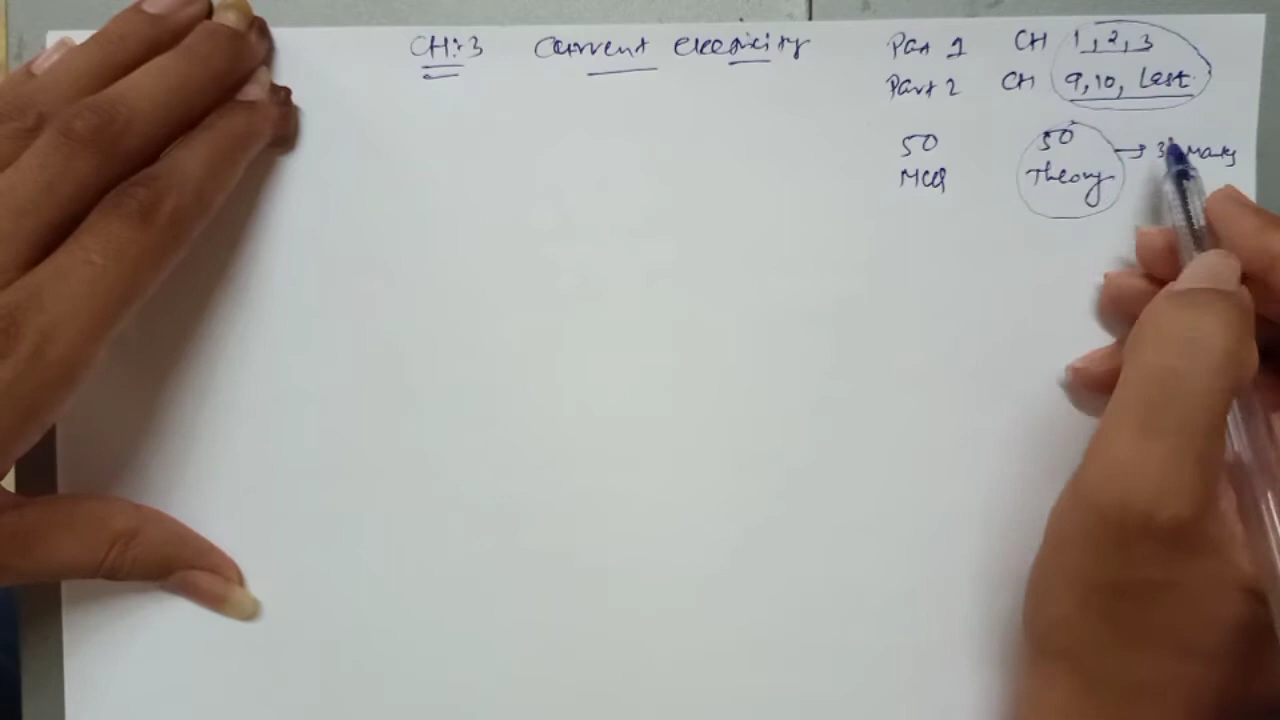 CH:3 Current electricity
Part 1 CH 1,2,3
Part 2 CH 9,10, Last
50 50 → Marks
MCQ Theory